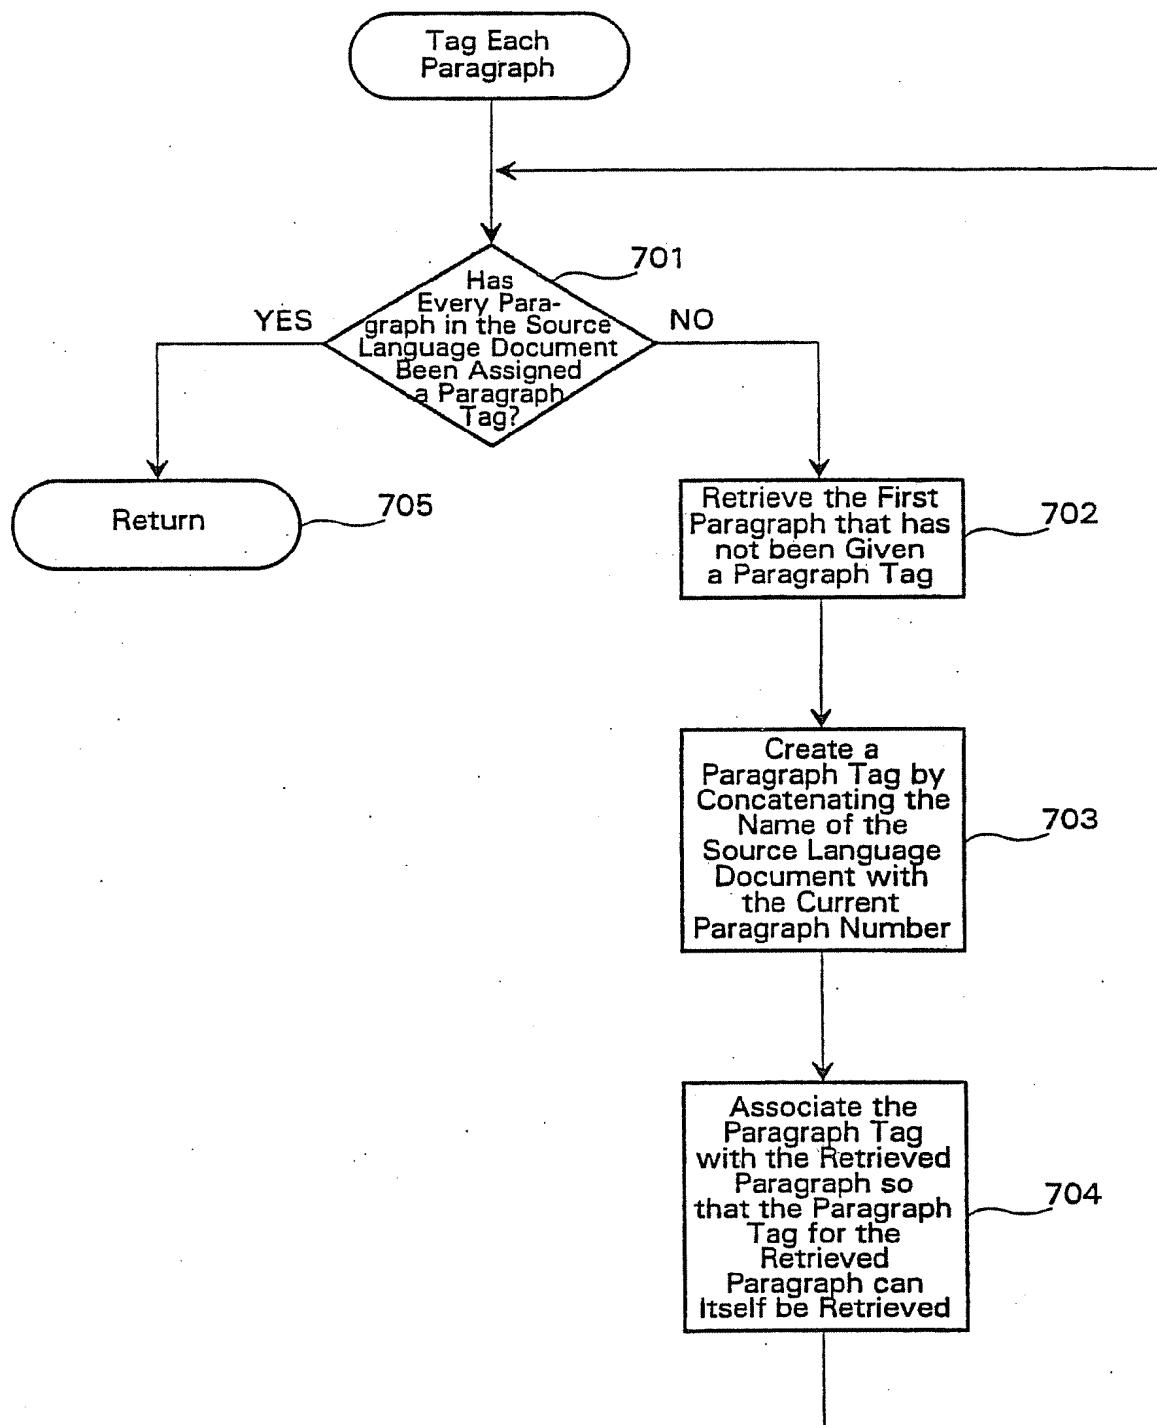 Tag Each
Paragraph
701
Has
Every Para-
graph in the Source
Language Document
Been Assigned
a Paragraph
Tag?
YES
NO
Return
705
Retrieve the First
Paragraph that has
not been Given
a Paragraph Tag
702
Create a
Paragraph Tag by
Concatenating the
Name of the
Source Language
Document with
the Current
Paragraph Number
703
Associate the
Paragraph Tag
with the Retrieved
Paragraph so
that the Paragraph
Tag for the
Retrieved
Paragraph can
Itself be Retrieved
704